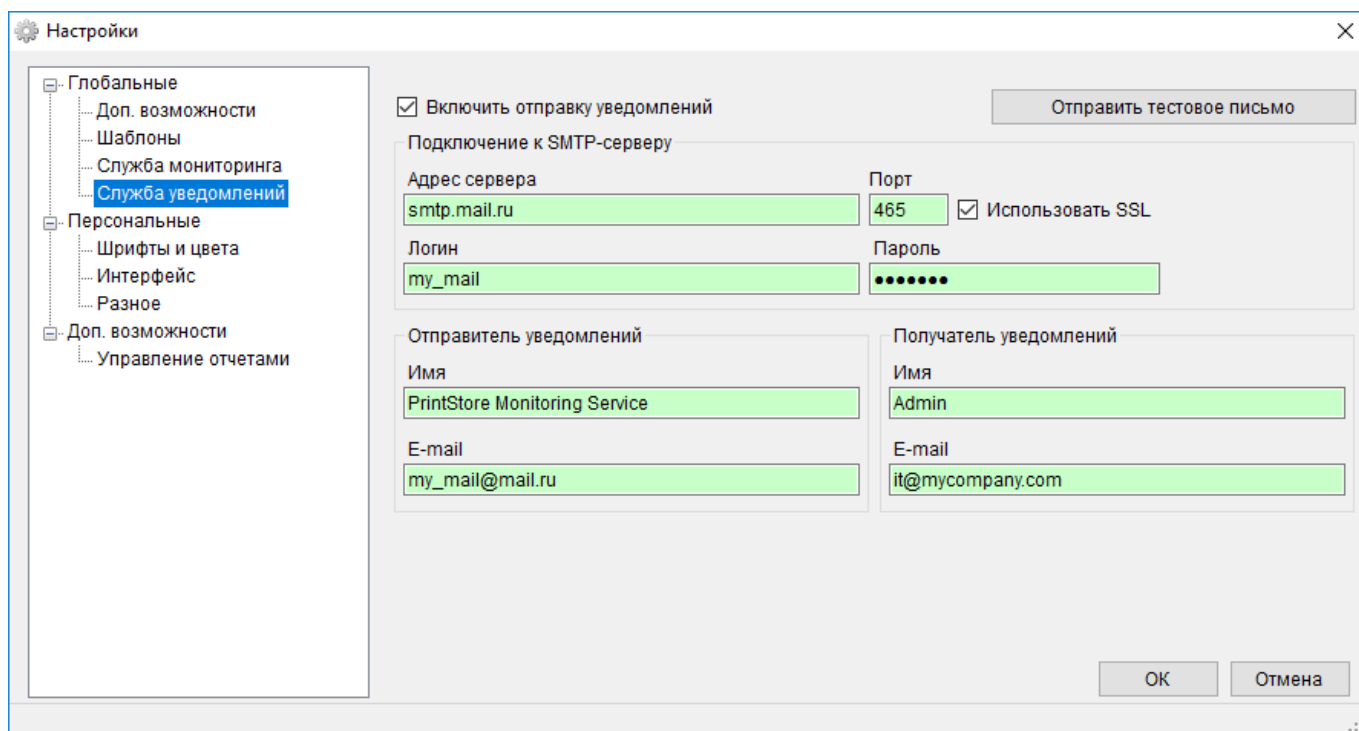 Настройки
Глобальные
Доп. возможности
Шаблоны
Служба мониторинга
Служба уведомлений
Персональные
Шрифты и цвета
Интерфейс
Разное
Доп. возможности
Управление отчетами
Включить отправку уведомлений
Отправить тестовое письмо
Подключение к SMTP-серверу
Адрес сервера
Порт
smtp.mail.ru
465
Использовать SSL
Логин
Пароль
my_mail
•••••••
Отправитель уведомлений
Имя
PrintStore Monitoring Service
E-mail
my_mail@mail.ru
Получатель уведомлений
Имя
Admin
E-mail
it@mycompany.com
ОК
Отмена